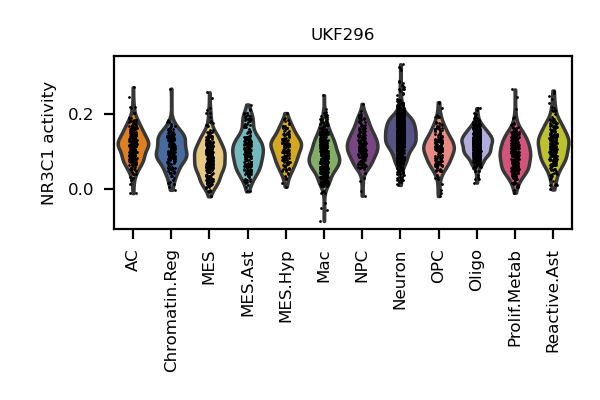 UKF296
NR3C1 activity
0.2
0.0
AC
Chromatin.Reg
MES
MES.Ast
MES.Hyp
Mac
NPC
Neuron
OPC
Oligo
Prolif.Metab
Reactive.Ast